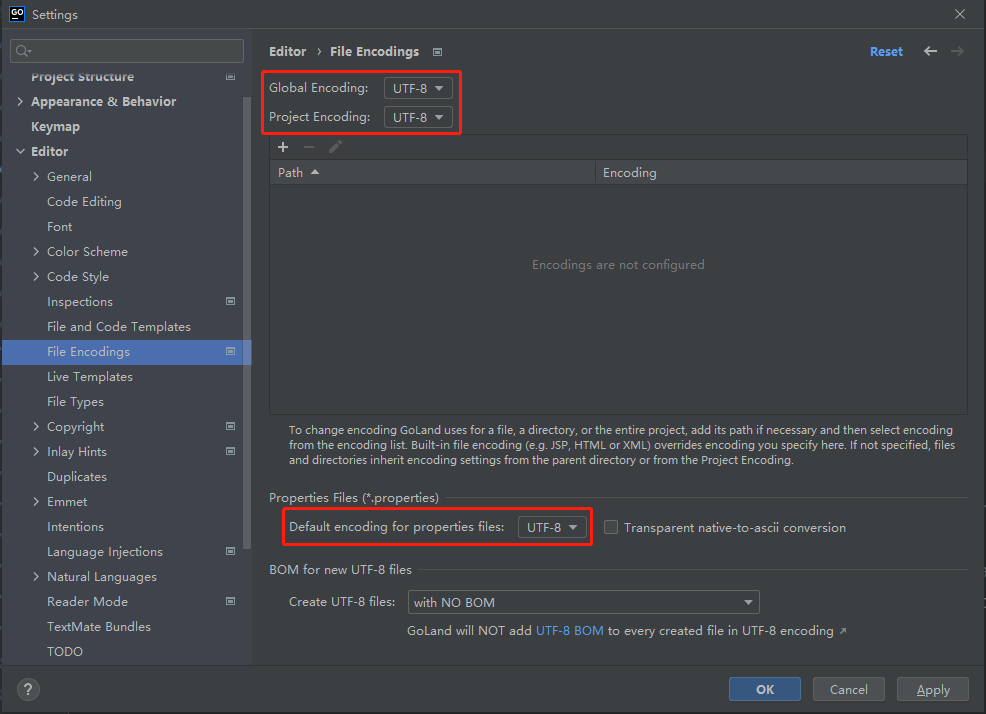 GO
Settings
Project Structure
Appearance & Behavior
Keymap
Editor
General
Code Editing
Font
Color Scheme
Code Style
Inspections
File and Code Templates
File Encodings
Live Templates
File Types
Copyright
Inlay Hints
Duplicates
Emmet
Intentions
Language Injections
Natural Languages
Reader Mode
TextMate Bundles
TODO
Editor › File Encodings
Reset
Global Encoding: UTF-8
Project Encoding: UTF-8
Path Encoding
Encodings are not configured
To change encoding GoLand uses for a file, a directory, or the entire project, add its path if necessary and then select encoding
from the encoding list. Built-in file encoding (e.g. JSP, HTML or XML) overrides encoding you specify here. If not specified, files
and directories inherit encoding settings from the parent directory or from the Project Encoding.
Properties Files (*.properties)
Default encoding for properties files: UTF-8 Transparent native-to-ascii conversion
BOM for new UTF-8 files
Create UTF-8 files: with NO BOM
GoLand will NOT add UTF-8 BOM to every created file in UTF-8 encoding ↗
?
OK Cancel Apply